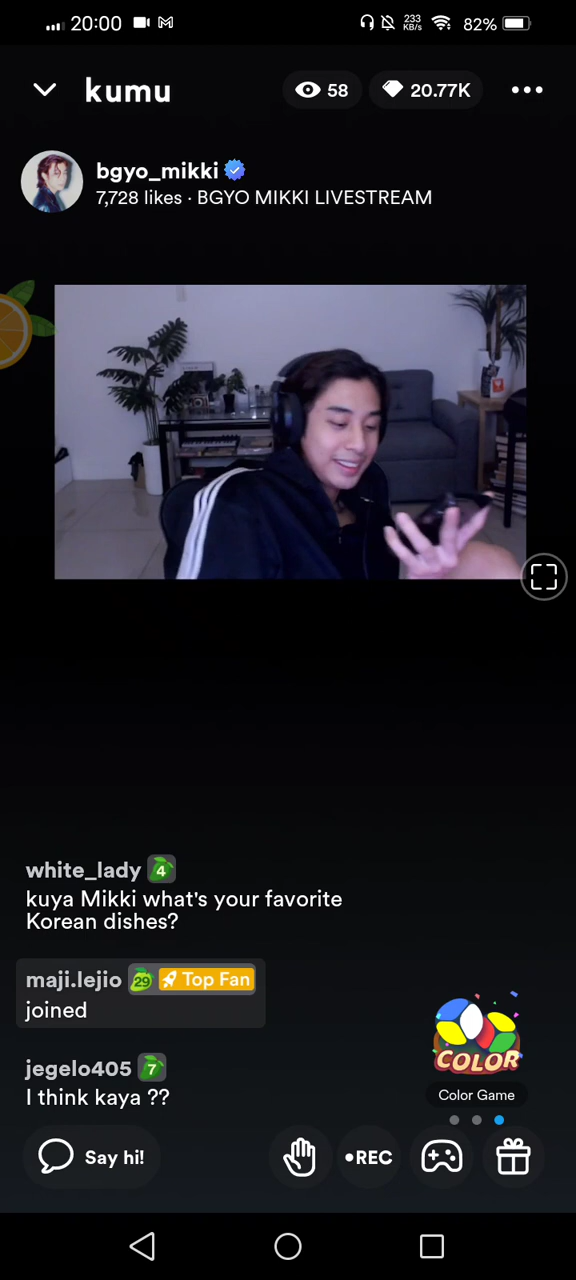 20:00
233
KB/s
82%
kumu
58
20.77K
bgyo_mikki
7,728 likes · BGYO MIKKI LIVESTREAM
white_lady 4
kuya Mikki what's your favorite
Korean dishes?
maji.lejio 29 Top Fan
joined
jegelo405 7
I think kaya ??
COLOR
Color Game
Say hi!
•REC